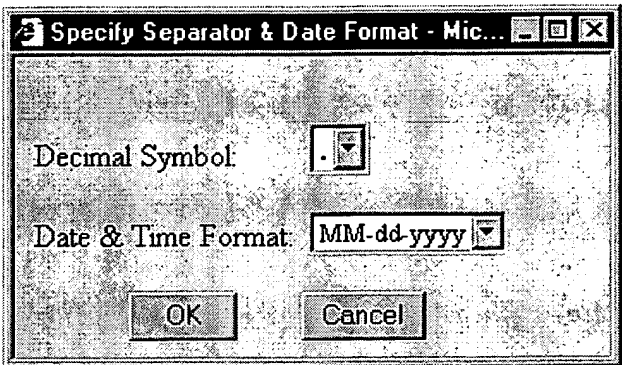 Specify Separator & Date Format - Mic...
Decimal Symbol: .
Date & Time Format: MM-dd-yyyy
OK Cancel